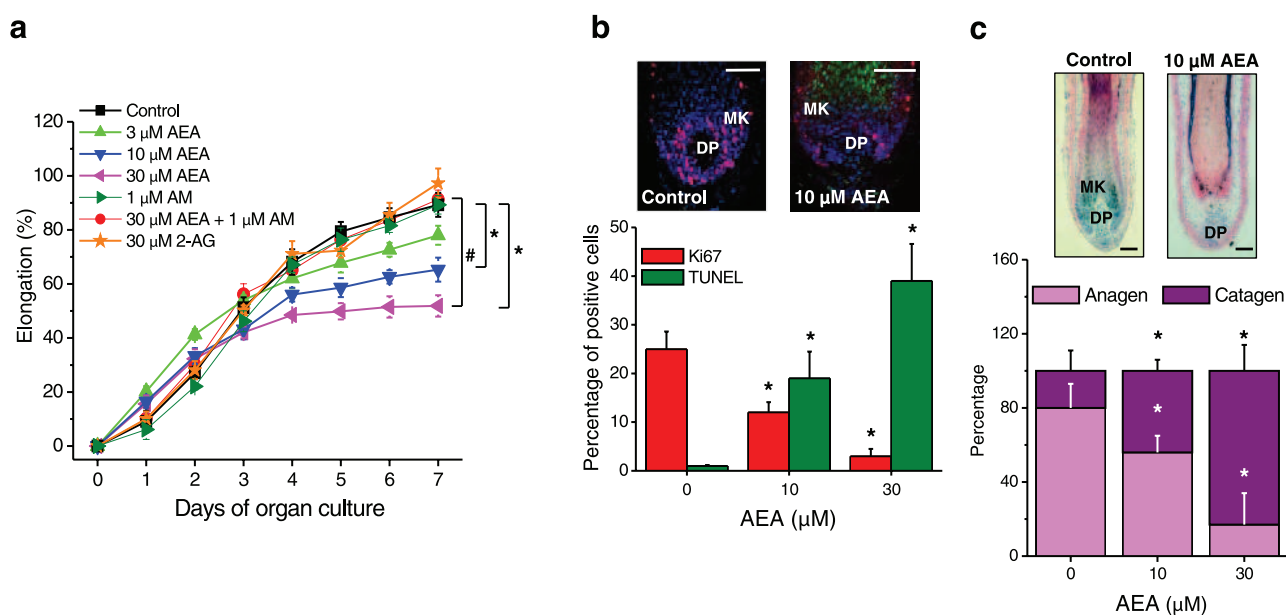 a
Control
3 µM AEA
10 µM AEA
30 µM AEA
1 µM AM
30 µM AEA + 1 µM AM
30 µM 2-AG
120
100
80
60
40
20
0
Elongation (%)
0 1 2 3 4 5 6 7
Days of organ culture
#
*
*
b
MK
DP
Control
MK
DP
10 µM AEA
50
40
30
20
10
0
Percentage of positive cells
Ki67
TUNEL
*
*
*
*
0 10 30
AEA (µM)
c
Control
10 µM AEA
MK
DP
DP
160
120
80
40
0
Percentage
Anagen
Catagen
*
*
*
*
0 10 30
AEA (µM)